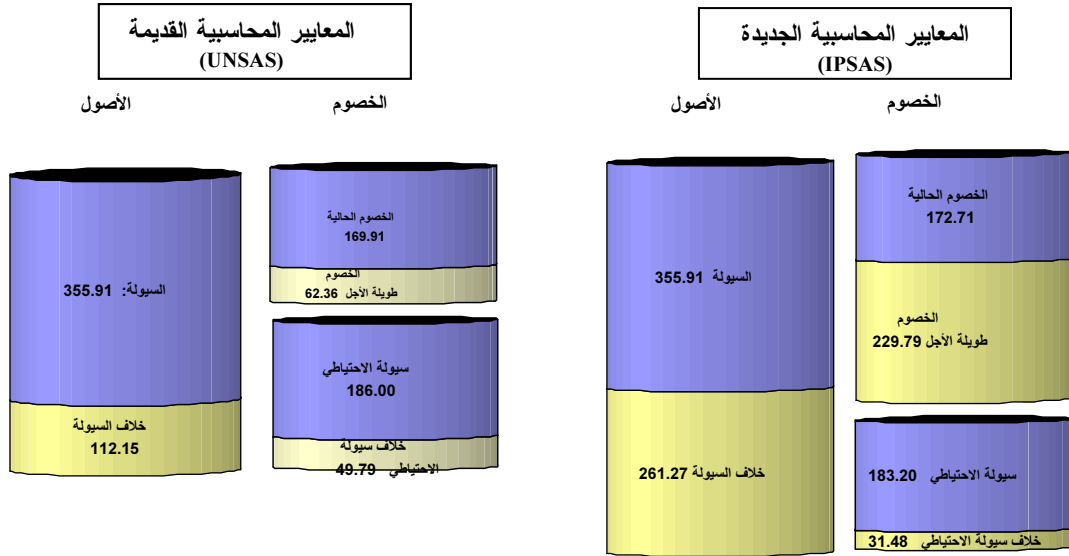 المعايير المحاسبية القديمة
(UNSAS)
الخصوم
الأصول
الخصوم الحالية
169.91
الخصوم
طويلة الأجل 62.36
السيولة: 355.91
سيولة الاحتياطي
186.00
خلاف السيولة
112.15
خلاف سيولة
الاحتياطي 49.79
المعايير المحاسبية الجديدة
(IPSAS)
الخصوم
الأصول
الخصوم الحالية
172.71
السيولة 355.91
الخصوم
طويلة الأجل 229.79
خلاف السيولة 261.27
سيولة الاحتياطي 183.20
خلاف سيولة الاحتياطي 31.48